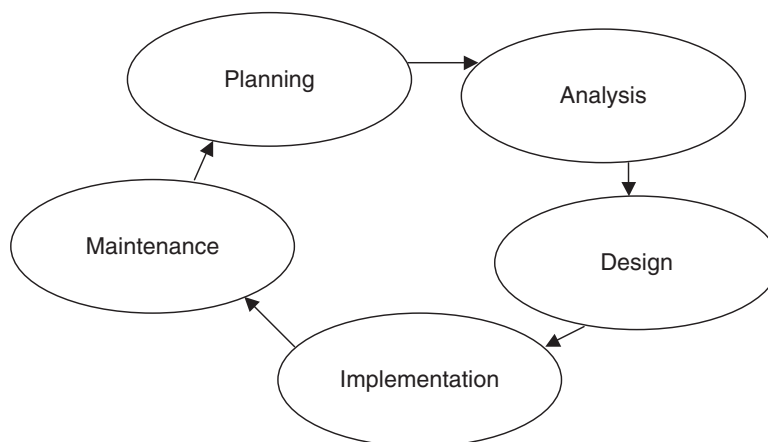 Planning
Analysis
Design
Implementation
Maintenance